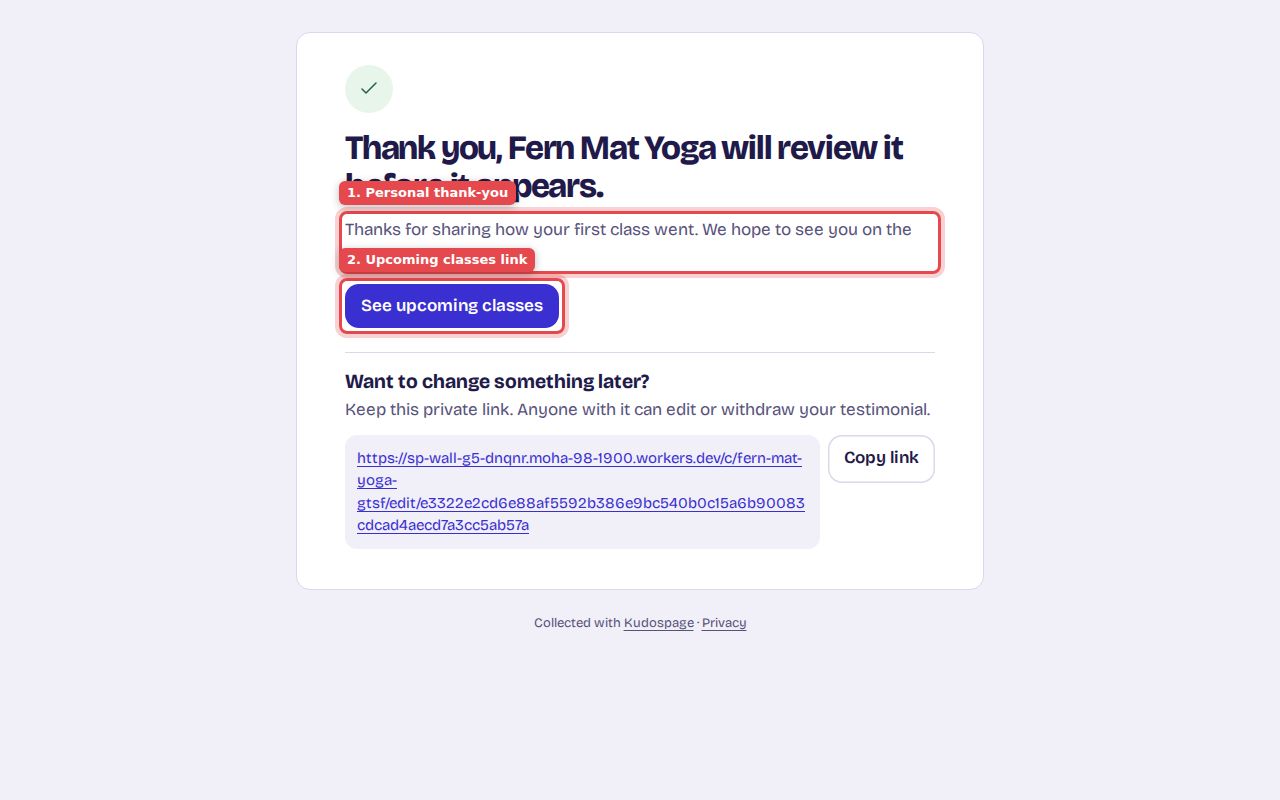 Thank you, Fern Mat Yoga will review it
appears.
1. Personal thank-you
Thanks for sharing how your first class went. We hope to see you on the
2. Upcoming classes link
See upcoming classes
Want to change something later?
Keep this private link. Anyone with it can edit or withdraw your testimonial.
https://sp-wall-g5-dnqnr.moha-98-1900.workers.dev/c/fern-mat-
yoga-
gtsf/edit/e3322e2cd6e88af5592b386e9bc540b0c15a6b90083
cdcad4aecd7a3cc5ab57a
Copy link
Collected with Kudospage · Privacy